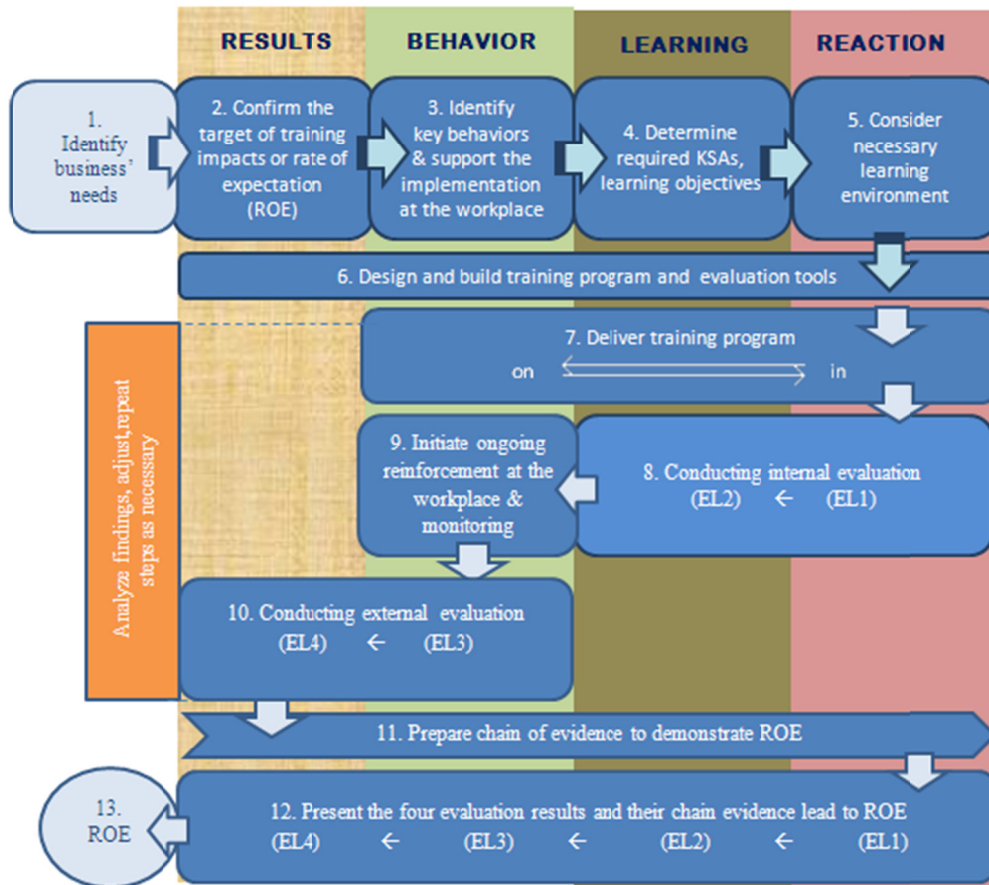 RESULTS
BEHAVIOR
LEARNING
REACTION
1.
Identify
business’
needs
2. Confirm the
target of training
impacts or rate of
expectation
(ROE)
3. Identify
key behaviors
& support the
implementation
at the workplace
4. Determine
required KSAs,
learning objectives
5. Consider
necessary
learning
environment
6. Design and build training program and evaluation tools
7. Deliver training program
on in
Analyze findings, adjust,repeat
steps as necessary
8. Conducting internal evaluation
(EL2) ← (EL1)
9. Initiate ongoing
reinforcement at the
workplace &
monitoring
10. Conducting external evaluation
(EL4) ← (EL3)
11. Prepare chain of evidence to demonstrate ROE
12. Present the four evaluation results and their chain evidence lead to ROE
(EL4) ← (EL3) ← (EL2) ← (EL1)
13.
ROE